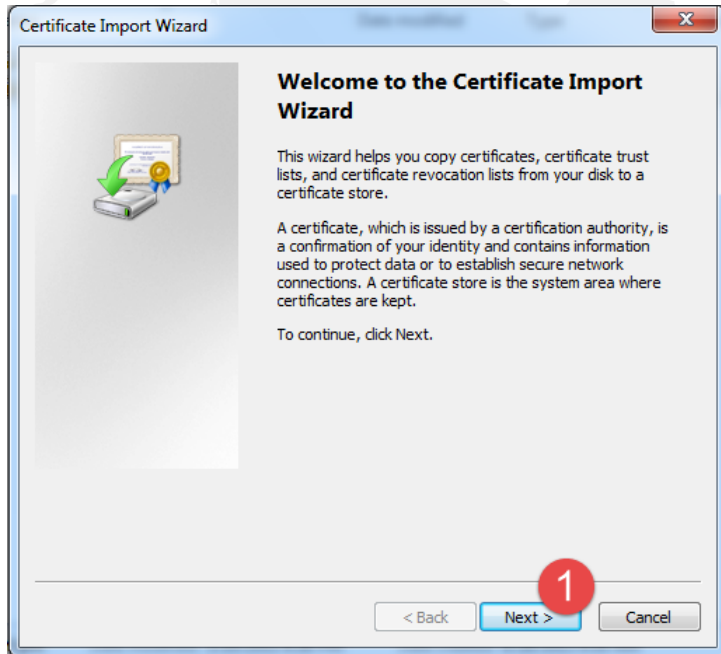 Certificate Import Wizard
Date modified
Type
Welcome to the Certificate Import
Wizard
This wizard helps you copy certificates, certificate trust
lists, and certificate revocation lists from your disk to a
certificate store.
A certificate, which is issued by a certification authority, is
a confirmation of your identity and contains information
used to protect data or to establish secure network
connections. A certificate store is the system area where
certificates are kept.
To continue, click Next.
1
< Back
Next >
Cancel